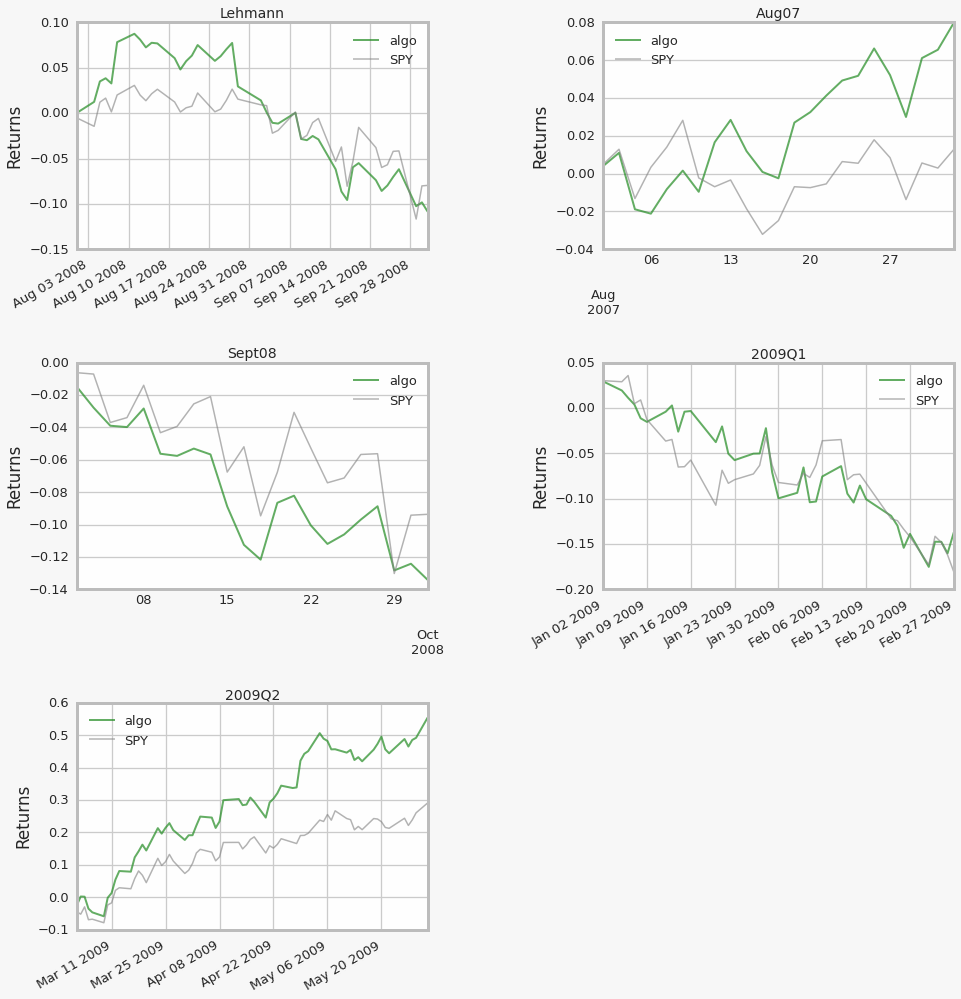 Lehmann
0.10
0.05
0.00
−0.05
−0.10
−0.15
Returns
algo
SPY
Aug 03 2008
Aug 10 2008
Aug 17 2008
Aug 24 2008
Aug 31 2008
Sep 07 2008
Sep 14 2008
Sep 21 2008
Sep 28 2008
Aug07
0.08
0.06
0.04
0.02
0.00
−0.02
−0.04
Returns
algo
SPY
06
13
20
27
Aug
2007
Sept08
0.00
−0.02
−0.04
−0.06
−0.08
−0.10
−0.12
−0.14
Returns
algo
SPY
08
15
22
29
Oct
2008
2009Q1
0.05
0.00
−0.05
−0.10
−0.15
−0.20
Returns
algo
SPY
Jan 02 2009
Jan 09 2009
Jan 16 2009
Jan 23 2009
Jan 30 2009
Feb 06 2009
Feb 13 2009
Feb 20 2009
Feb 27 2009
2009Q2
0.6
0.5
0.4
0.3
0.2
0.1
0.0
−0.1
Returns
algo
SPY
Mar 11 2009
Mar 25 2009
Apr 08 2009
Apr 22 2009
May 06 2009
May 20 2009